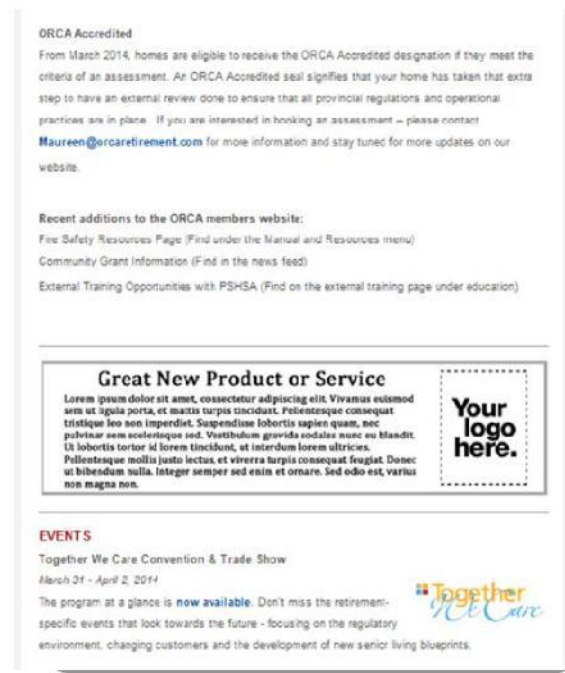 ORCA Accredited
From March 2014, homes are eligible to receive the ORCA Accredited designation if they meet the
criteria of an assessment. An ORCA Accredited seal signifies that your home has taken that extra
step to have an external review done to ensure that all provincial regulations and operational
practices are in place. If you are interested in booking an assessment – please contact
Maureen@orcaretirement.com for more information and stay tuned for more updates on our
website.
Recent additions to the ORCA members website:
Fire Safety Resources Page (Find under the Manual and Resources menu)
Community Grant Information (Find in the news feed)
External Training Opportunities with PSHSA (Find on the external training page under education)
Great New Product or Service
Lorem ipsum dolor sit amet, consectetur adipiscing elit. Vivamus euismod
sem ut ligula porta, et mattis turpis tincidunt. Pellentesque consequat
tristique leo non imperdiet. Suspendisse lobortis sapien quam, nec
pulvinar sem scelerisque sed. Vestibulum gravida sodales nunc eu blandit.
Ut lobortis tortor id lorem tincidunt, ut interdum lorem ultricies.
Pellentesque mollis justo lectus, et viverra turpis consequat feugiat. Donec
ut bibendum nulla. Integer semper sed enim et ornare. Sed odio est, varius
non magna non.
Your
logo
here.
EVENTS
Together We Care Convention & Trade Show
March 31 - April 2, 2014
The program at a glance is now available. Don't miss the retirement-
specific events that look towards the future - focusing on the regulatory
environment, changing customers and the development of new senior living blueprints.
Together
We Care